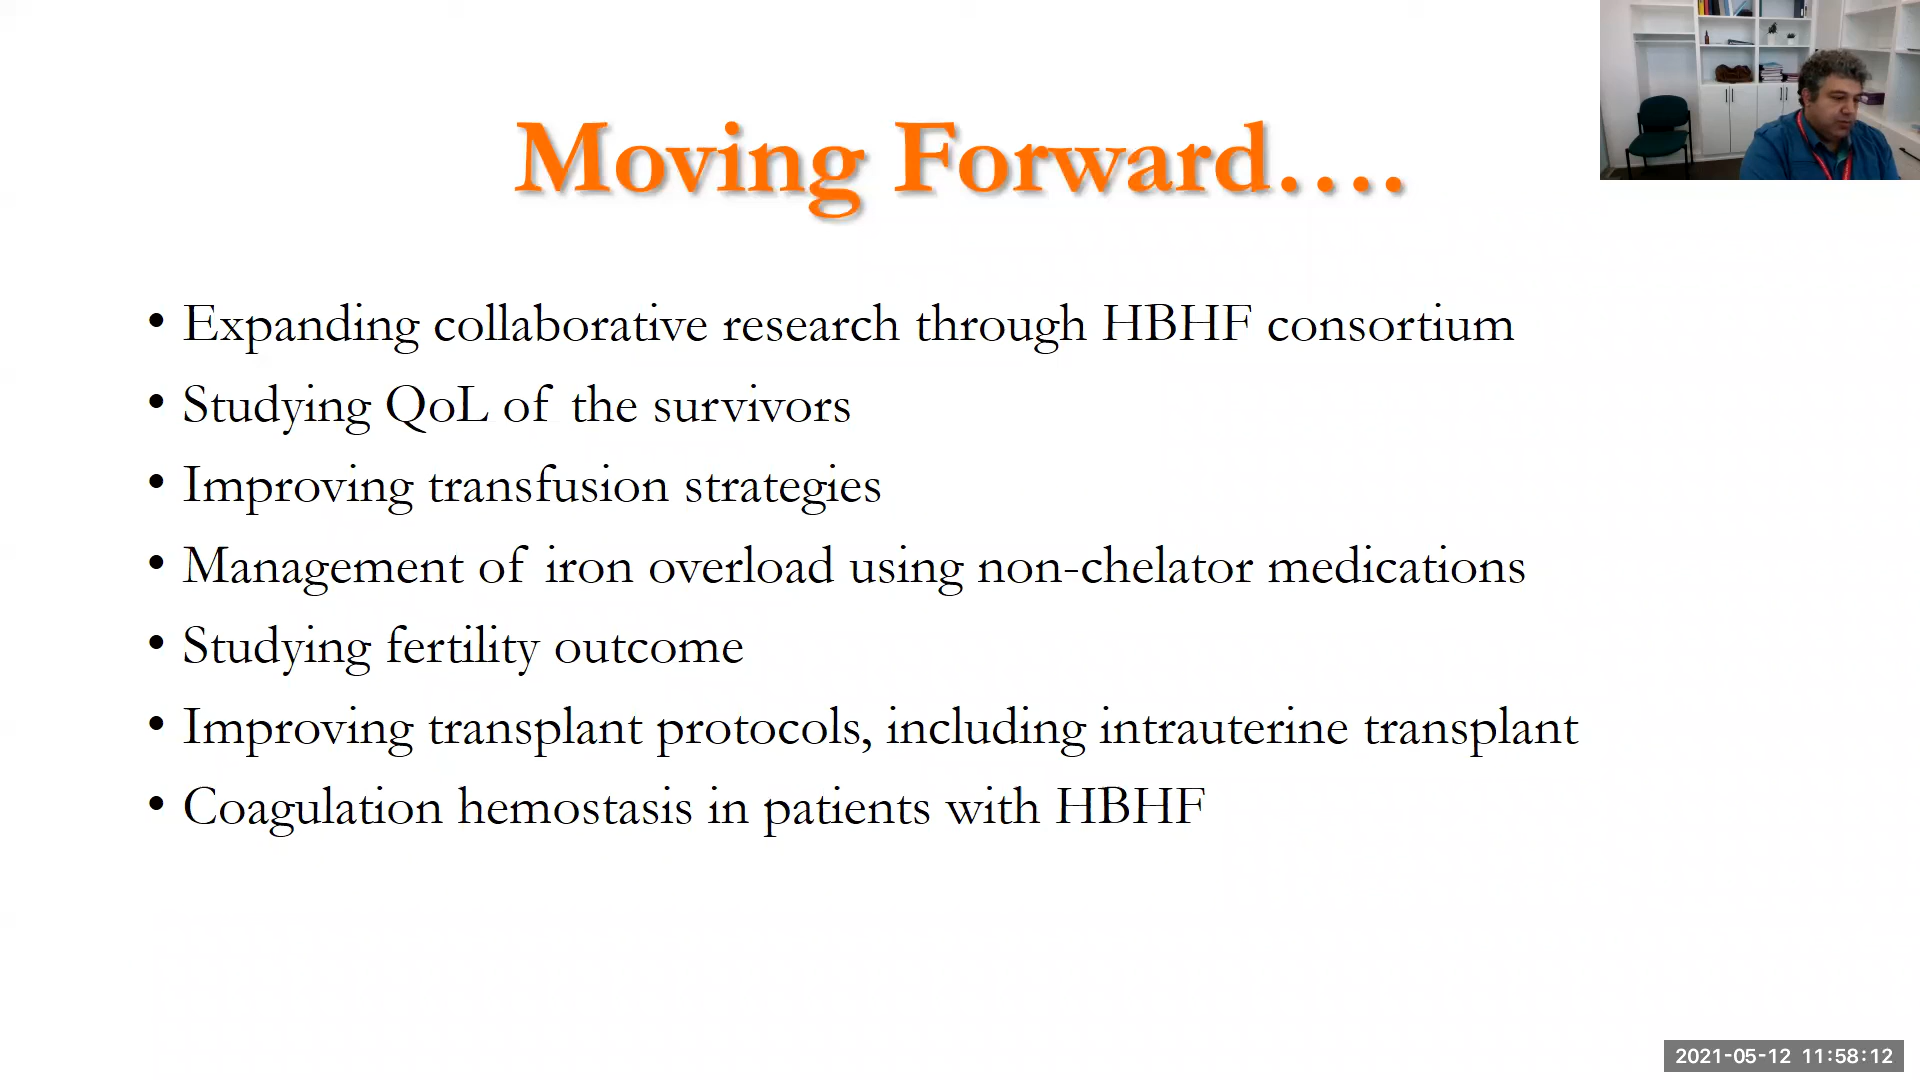 Moving Forward....
• Expanding collaborative research through HBHF consortium
• Studying QoL of the survivors
• Improving transfusion strategies
• Management of iron overload using non-chelator medications
• Studying fertility outcome
• Improving transplant protocols, including intrauterine transplant
• Coagulation hemostasis in patients with HBHF
2021-05-12 11:58:12